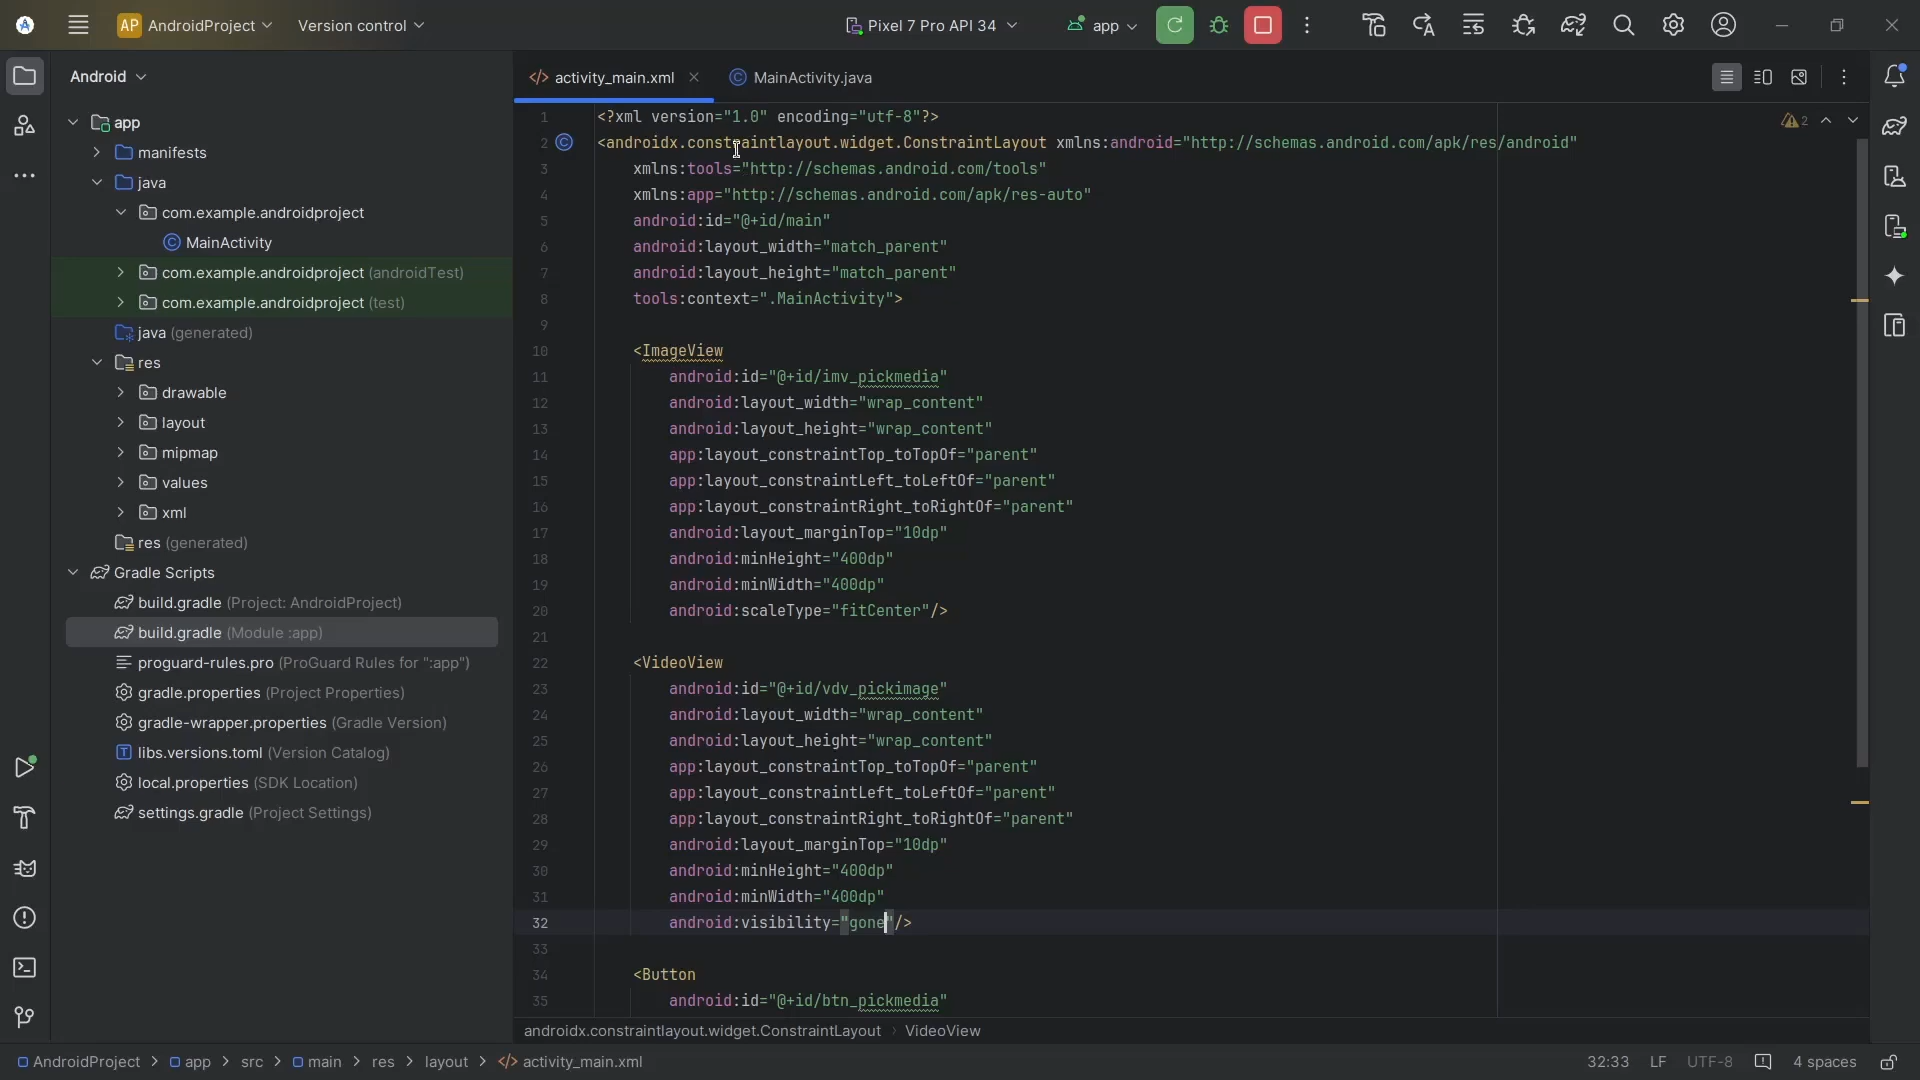 AP AndroidProject Version control Pixel 7 Pro API 34 app
Android
app
manifests
java
com.example.androidproject
MainActivity
com.example.androidproject (androidTest)
com.example.androidproject (test)
java (generated)
res
drawable
layout
mipmap
values
xml
res (generated)
Gradle Scripts
build.gradle (Project: AndroidProject)
build.gradle (Module :app)
proguard-rules.pro (ProGuard Rules for ":app")
gradle.properties (Project Properties)
gradle-wrapper.properties (Gradle Version)
libs.versions.toml (Version Catalog)
local.properties (SDK Location)
settings.gradle (Project Settings)
</> activity_main.xml MainActivity.java
2
1 <?xml version="1.0" encoding="utf-8"?>
2 <androidx.constraintlayout.widget.ConstraintLayout xmlns:android="http://schemas.android.com/apk/res/android"
3 xmlns:tools="http://schemas.android.com/tools"
4 xmlns:app="http://schemas.android.com/apk/res-auto"
5 android:id="@+id/main"
6 android:layout_width="match_parent"
7 android:layout_height="match_parent"
8 tools:context=".MainActivity">
9
10 <ImageView
11 android:id="@+id/imv_pickmedia"
12 android:layout_width="wrap_content"
13 android:layout_height="wrap_content"
14 app:layout_constraintTop_toTopOf="parent"
15 app:layout_constraintLeft_toLeftOf="parent"
16 app:layout_constraintRight_toRightOf="parent"
17 android:layout_marginTop="10dp"
18 android:minHeight="400dp"
19 android:minWidth="400dp"
20 android:scaleType="fitCenter"/>
21
22 <VideoView
23 android:id="@+id/vdv_pickimage"
24 android:layout_width="wrap_content"
25 android:layout_height="wrap_content"
26 app:layout_constraintTop_toTopOf="parent"
27 app:layout_constraintLeft_toLeftOf="parent"
28 app:layout_constraintRight_toRightOf="parent"
29 android:layout_marginTop="10dp"
30 android:minHeight="400dp"
31 android:minWidth="400dp"
32 android:visibility="gone"/>
33
34 <Button
35 android:id="@+id/btn_pickmedia"
androidx.constraintlayout.widget.ConstraintLayout > VideoView
AndroidProject > app > src > main > res > layout > </> activity_main.xml 32:33 LF UTF-8 4 spaces